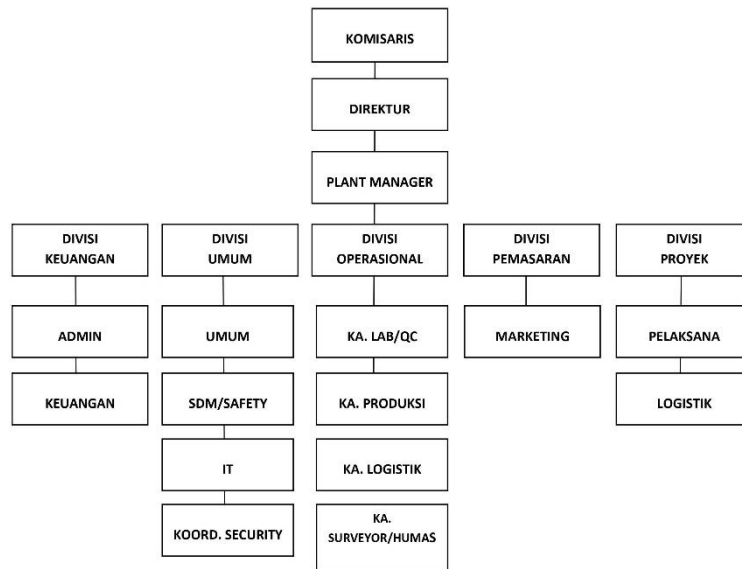 KOMISARIS
DIREKTUR
PLANT MANAGER
DIVISI
KEUANGAN
DIVISI
UMUM
DIVISI
OPERASIONAL
DIVISI
PEMASARAN
DIVISI
PROYEK
ADMIN
UMUM
KA. LAB/QC
MARKETING
PELAKSANA
KEUANGAN
SDM/SAFETY
KA. PRODUKSI
LOGISTIK
IT
KA. LOGISTIK
KOORD. SECURITY
KA.
SURVEYOR/HUMAS